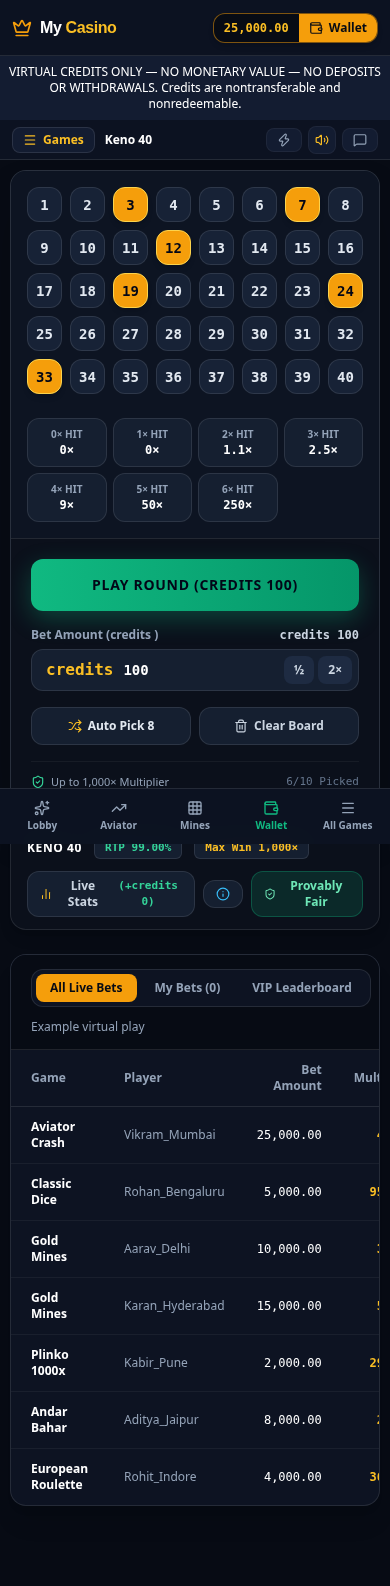 My Casino
25,000.00 Wallet
VIRTUAL CREDITS ONLY — NO MONETARY VALUE — NO DEPOSITS
OR WITHDRAWALS. Credits are nontransferable and
nonredeemable.
Games Keno 40
1 2 3 4 5 6 7 8
9 10 11 12 13 14 15 16
17 18 19 20 21 22 23 24
25 26 27 28 29 30 31 32
33 34 35 36 37 38 39 40
0× HIT 1× HIT 2× HIT 3× HIT
0× 0× 1.1× 2.5×
4× HIT 5× HIT 6× HIT
9× 50× 250×
PLAY ROUND (CREDITS 100)
Bet Amount (credits ) credits 100
credits 100 ½ 2×
Auto Pick 8 Clear Board
Up to 1,000× Multiplier 6/10 Picked
Lobby Aviator Mines Wallet All Games
KENO 40 RTP 99.00% Max Win 1,000×
Live Stats (+credits 0) Provably Fair
All Live Bets My Bets (0) VIP Leaderboard
Example virtual play
Game Player Bet Amount
Aviator Crash Vikram_Mumbai 25,000.00
Classic Dice Rohan_Bengaluru 5,000.00
Gold Mines Aarav_Delhi 10,000.00
Gold Mines Karan_Hyderabad 15,000.00
Plinko 1000x Kabir_Pune 2,000.00
Andar Bahar Aditya_Jaipur 8,000.00
European Roulette Rohit_Indore 4,000.00